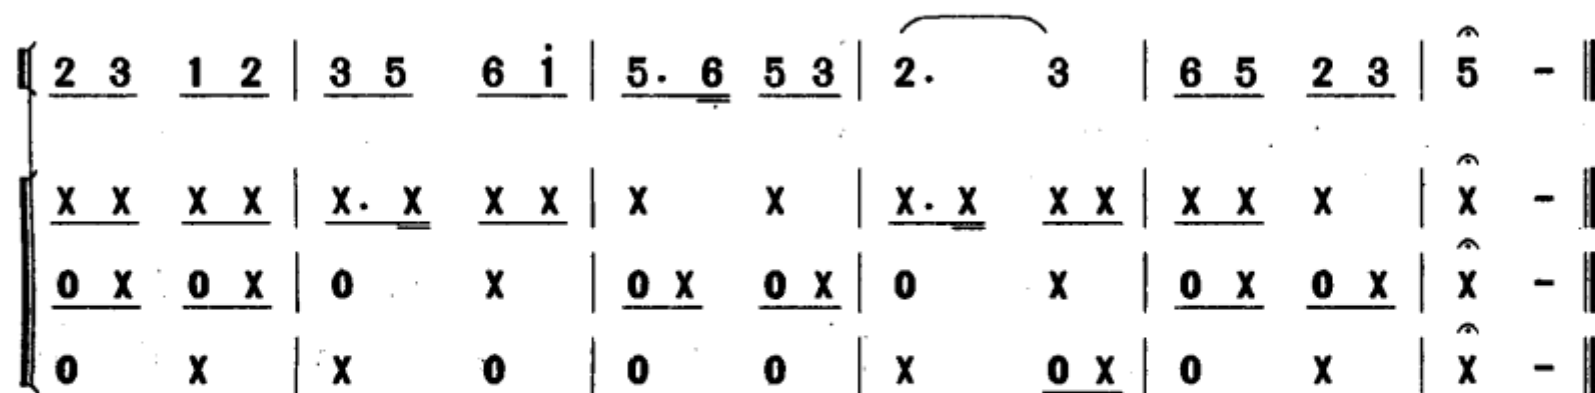 2 3 1 2 | 3 5 6 i | 5. 6 5 3 | 2. 3 | 6 5 2 3 | 5 -
X X X X | X. X X X | X X | X. X X X | X X X | X -
0 X 0 X | 0 X | 0 X 0 X | 0 X | 0 X 0 X | X -
0 X | X 0 | 0 0 | X 0 X | 0 X | X -